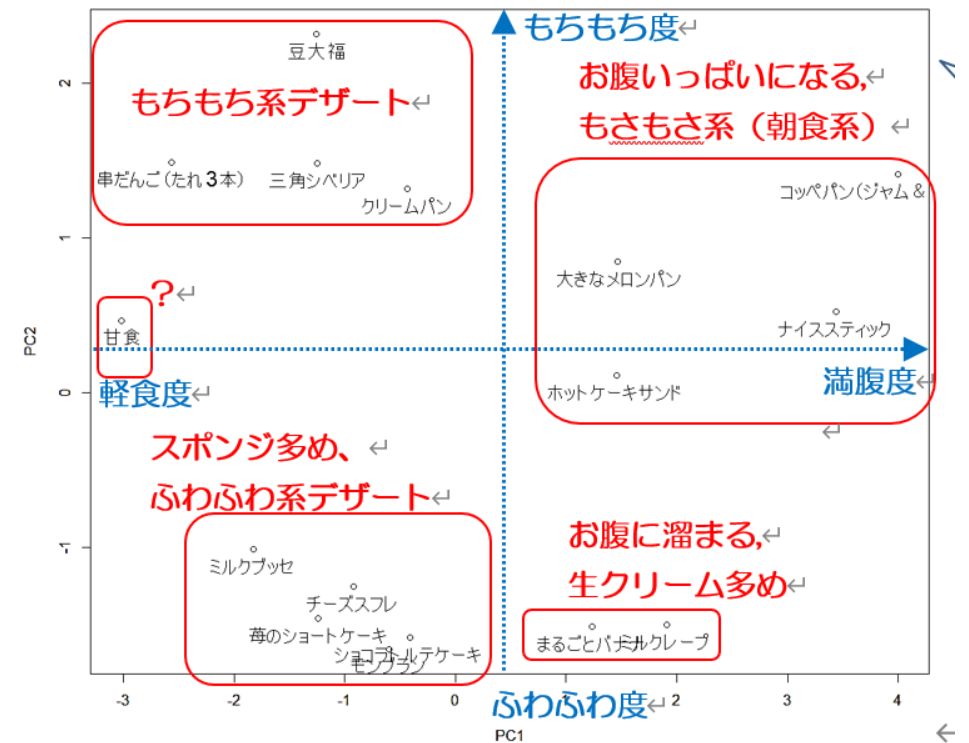 もちもち度↵
豆大福
お腹いっぱいになる,↵
もさもさ系（朝食系）↵
もちもち系デザート↵
串だんご(たれ3本)
三角シベリア
クリームパン
コッペパン(ジャム &
大きなメロンパン
ナイススティック
？↵
甘食
軽食度↵
満腹度↵
ホットケーキサンド
↵
スポンジ多め、↵
ふわふわ系デザート↵
お腹に溜まる,↵
生クリーム多め↵
ミルクブッセ
チーズスフレ
苺のショートケーキ
ショコラトルテケーキ
モンブラン
まるごとバナナ
ミルクレープ
ふわふわ度↵
PC2
2
1
0
-1
-3
-2
-1
0
1
2
3
4
PC1
↵